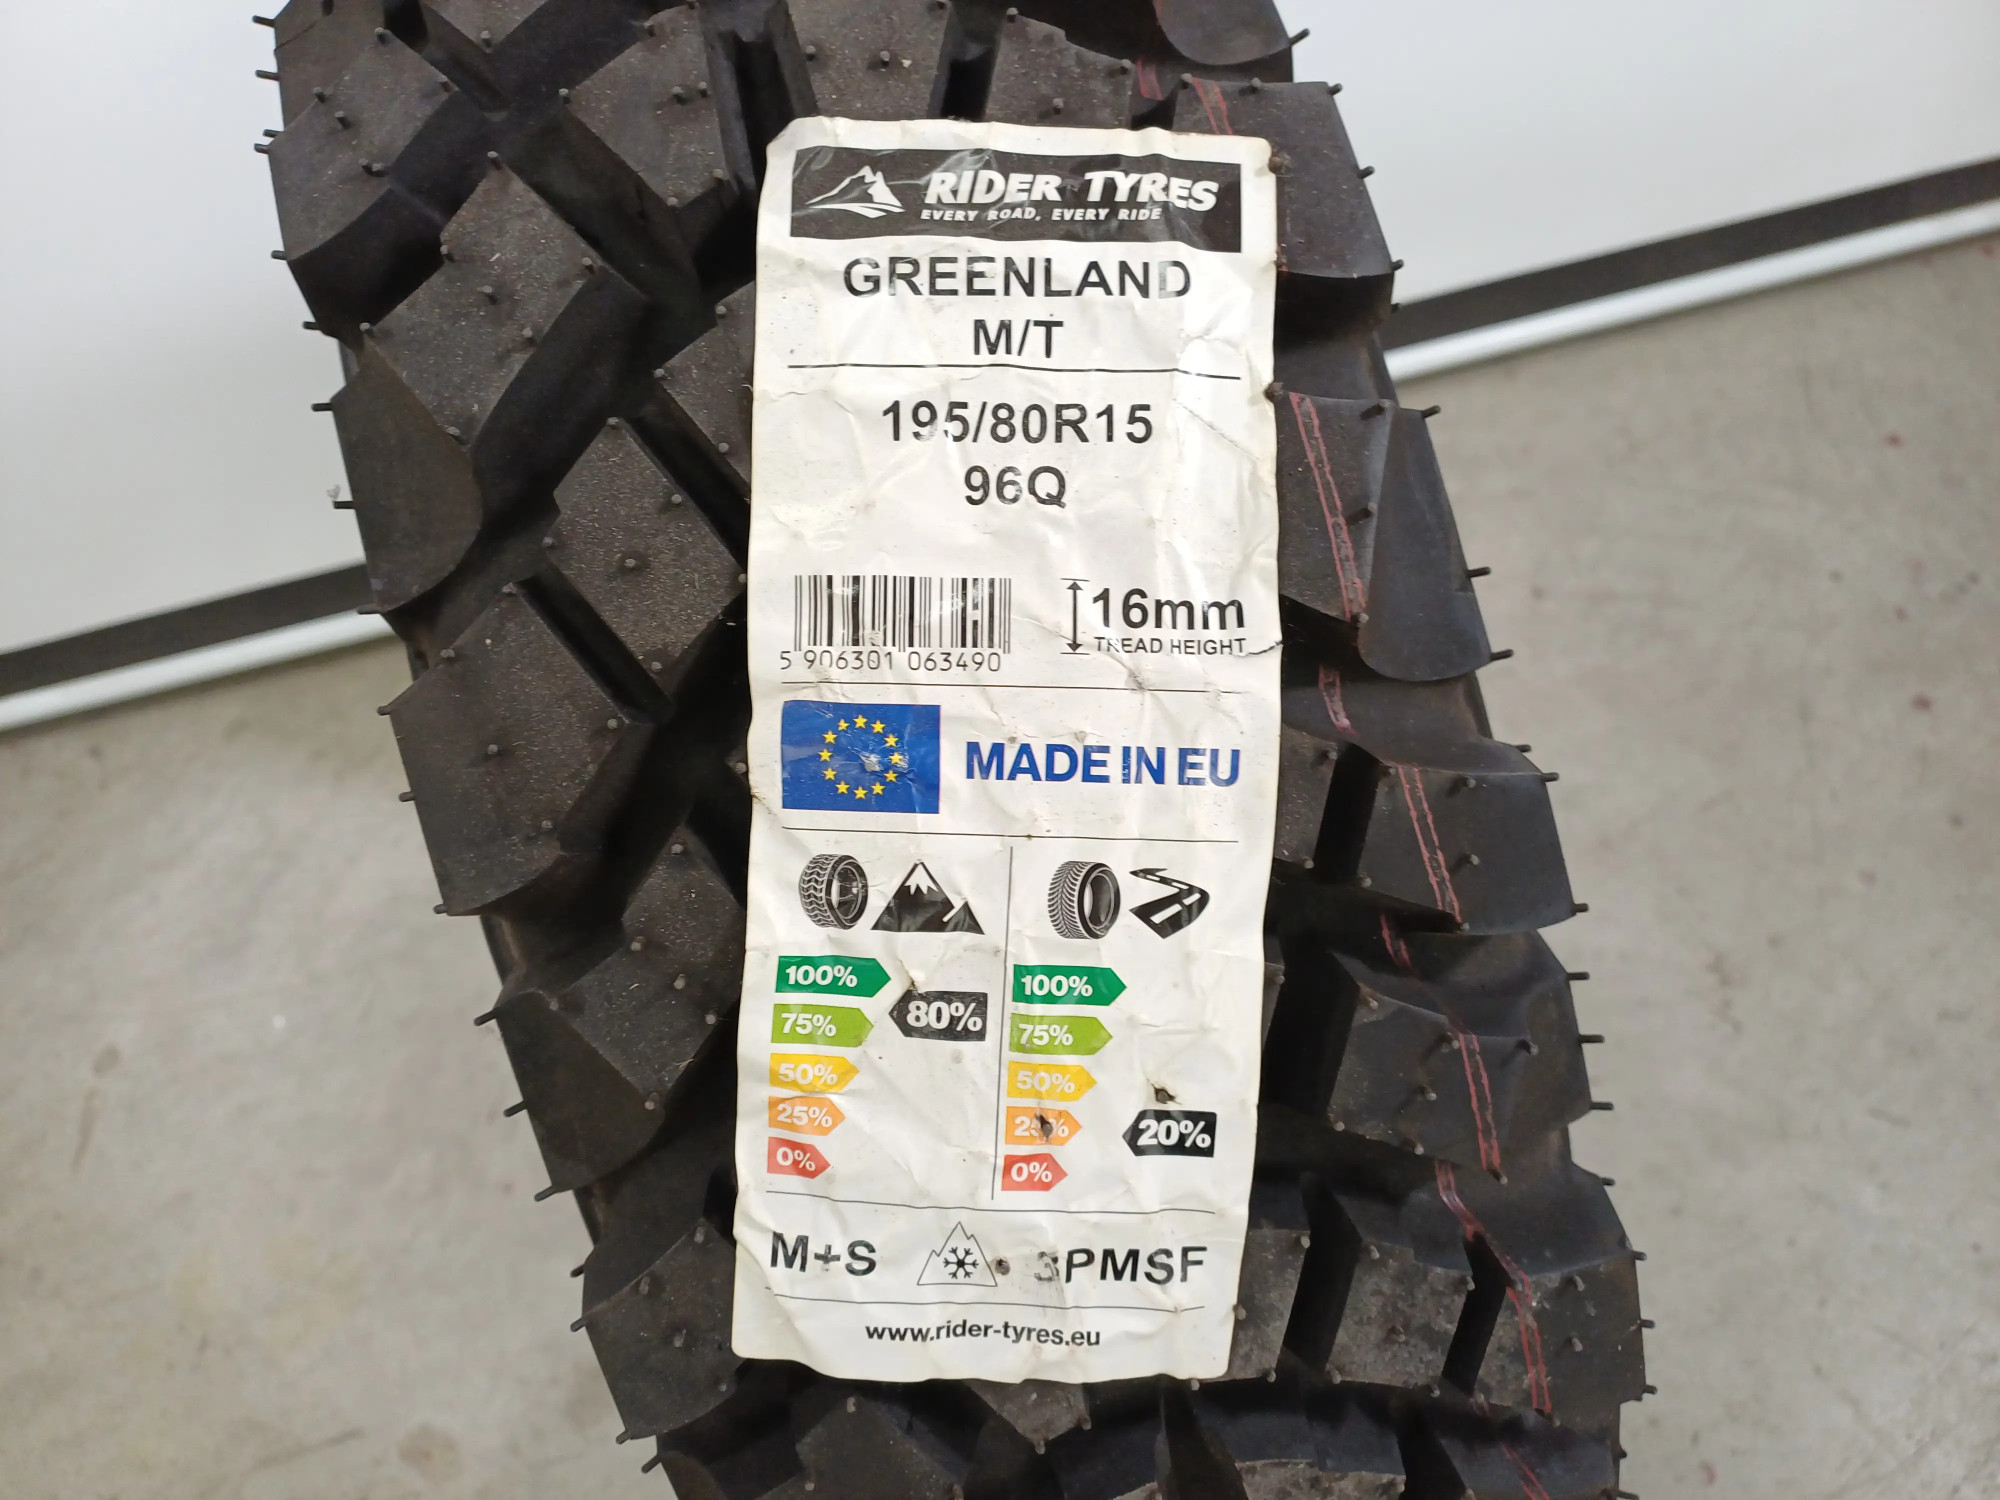 RIDER TYRES
EVERY ROAD, EVERY RIDE
GREENLAND
M/T
195/80R15
96Q
16mm
TREAD HEIGHT
5 906301 063490
MADE IN EU
100%
75%
50%
25%
0%
80%
100%
75%
50%
25%
0%
20%
M+S 3PMSF
www.rider-tyres.eu